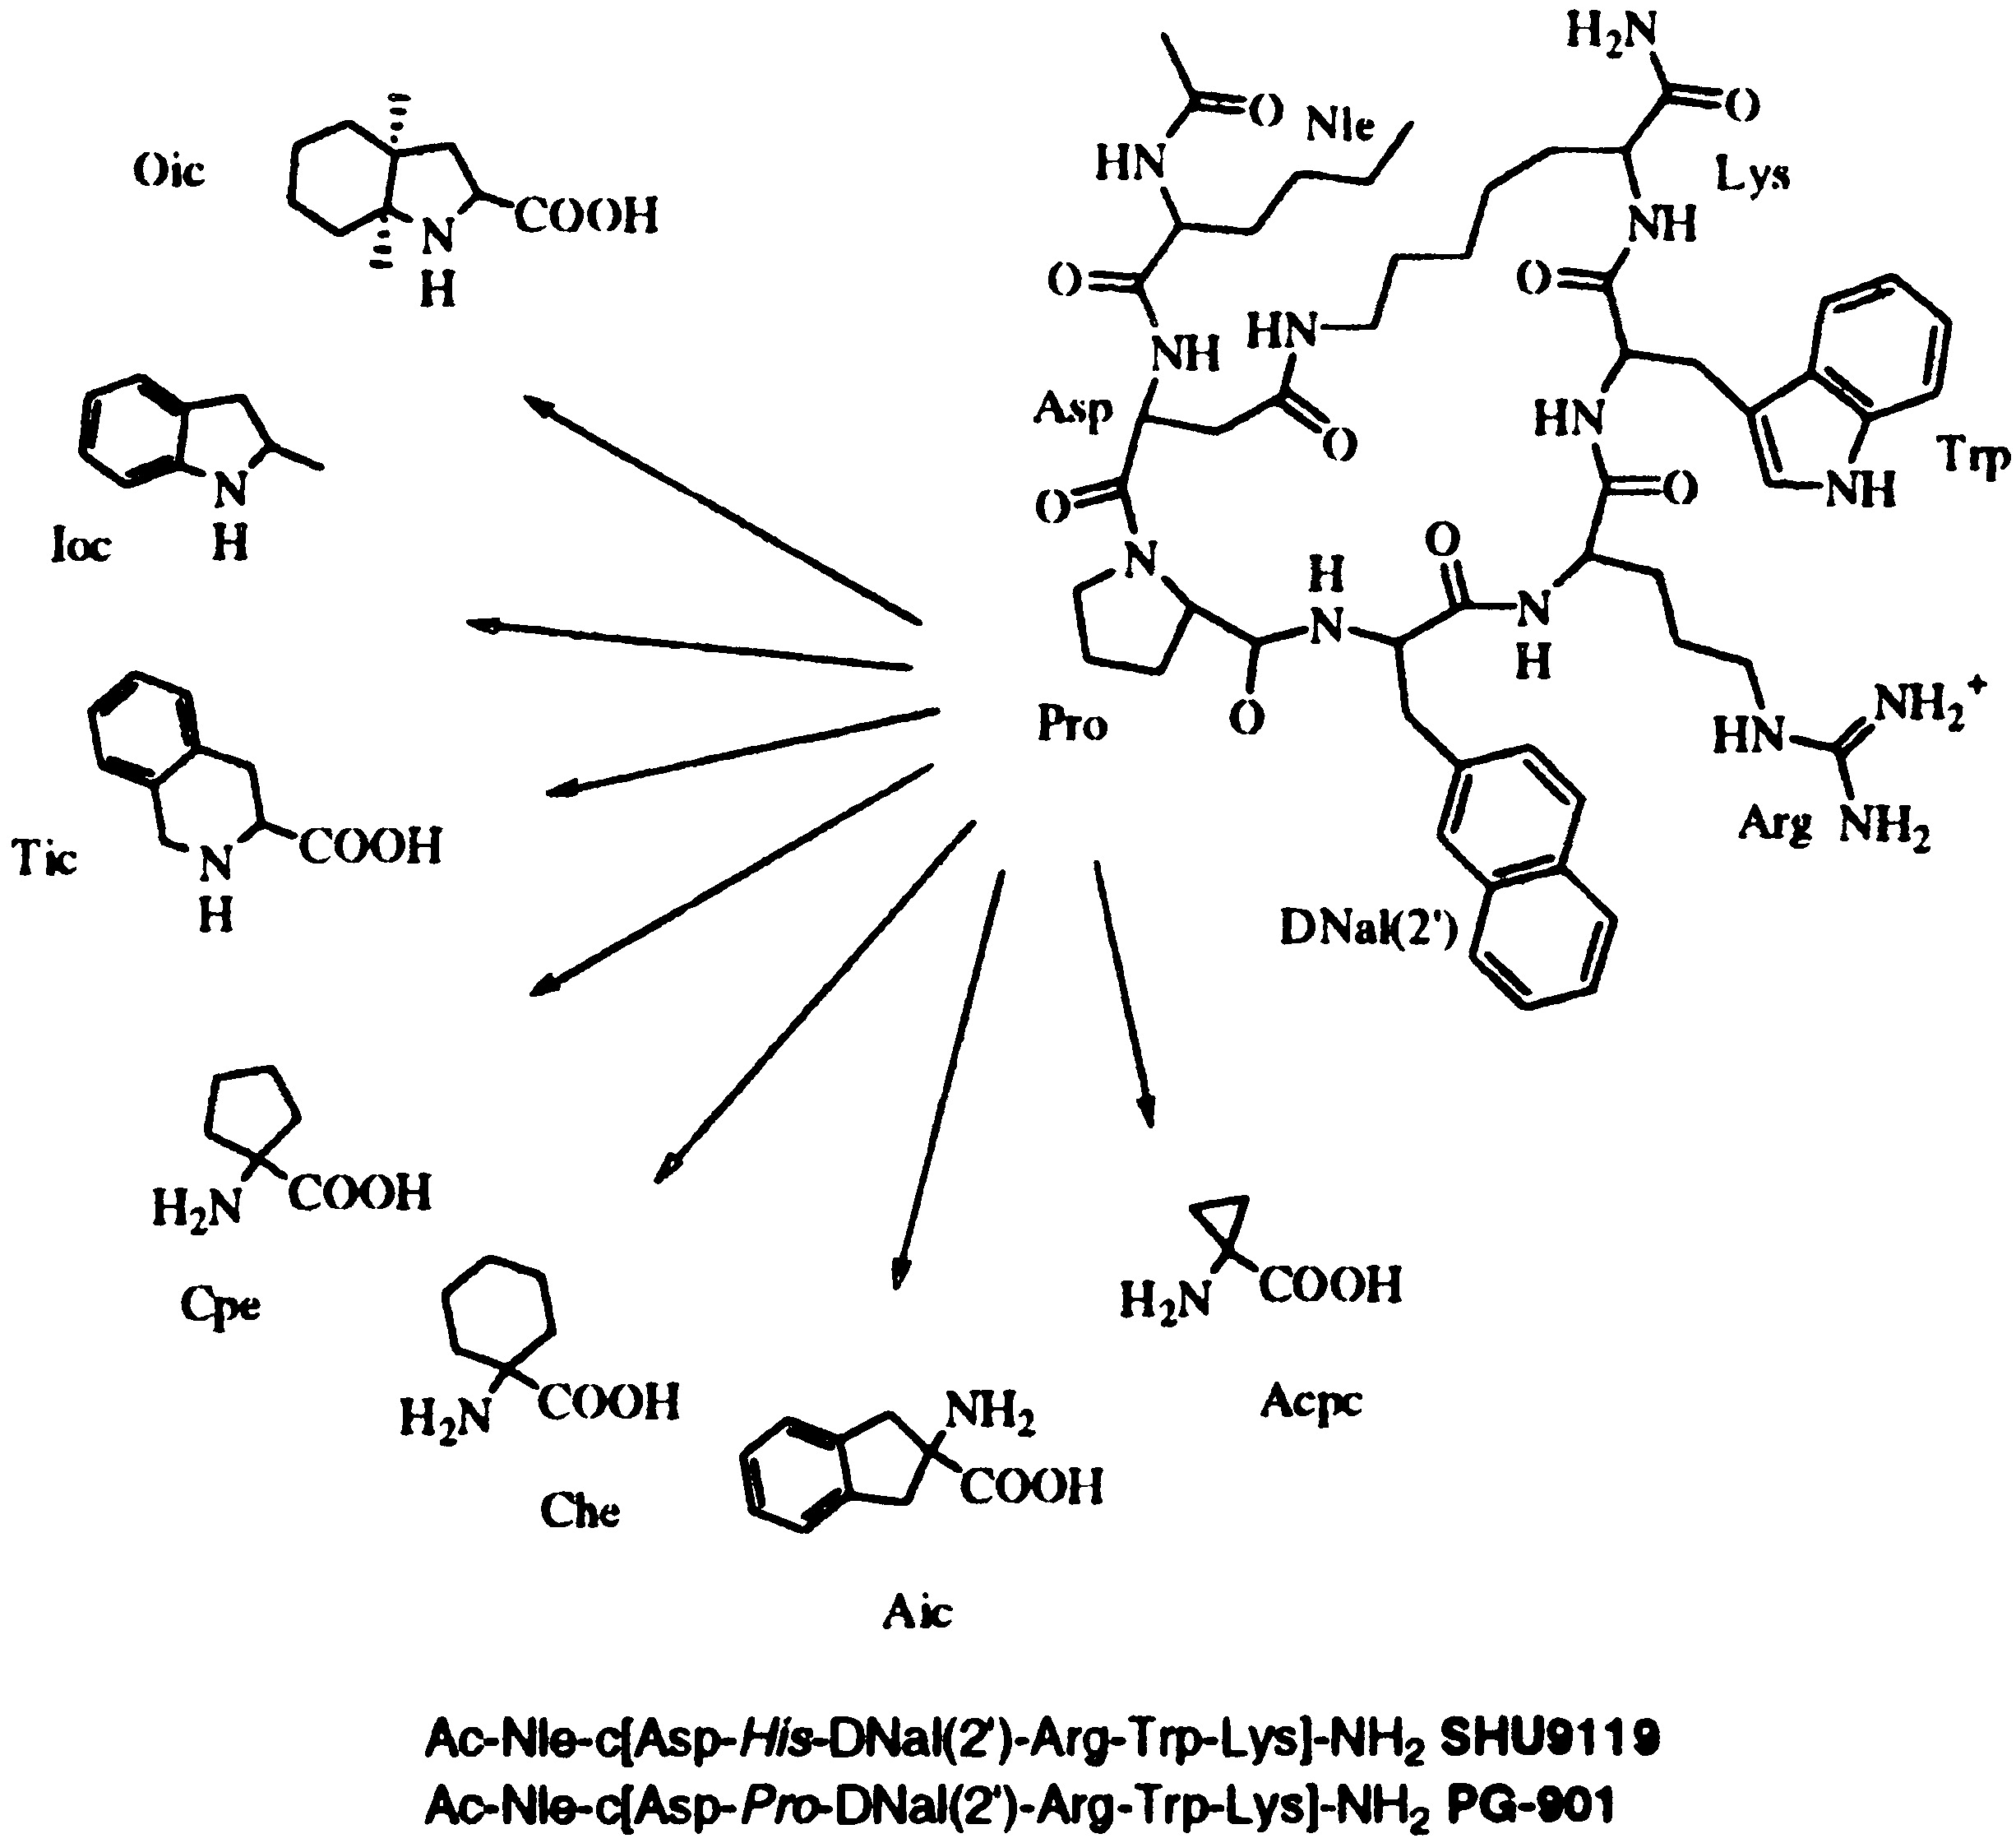 H₂N
O
Nle
O
Lys
Oic
HN
COOH
N
H
NH
O
O
HN
NH
Asp
O
HN
Trp
NH
O
O
N
H
Ioc
N
O
H
N
N
H
O
Pro
NH₂⁺
HN
Arg
NH₂
Tic
COOH
N
H
DNal(2')
H₂N
COOH
Cpe
H₂N
COOH
Acpc
H₂N
COOH
Che
NH₂
COOH
Aic
Ac-Nle-c[Asp-His-DNal(2')-Arg-Trp-Lys]-NH₂ SHU9119
Ac-Nle-c[Asp-Pro-DNal(2')-Arg-Trp-Lys]-NH₂ PG-901